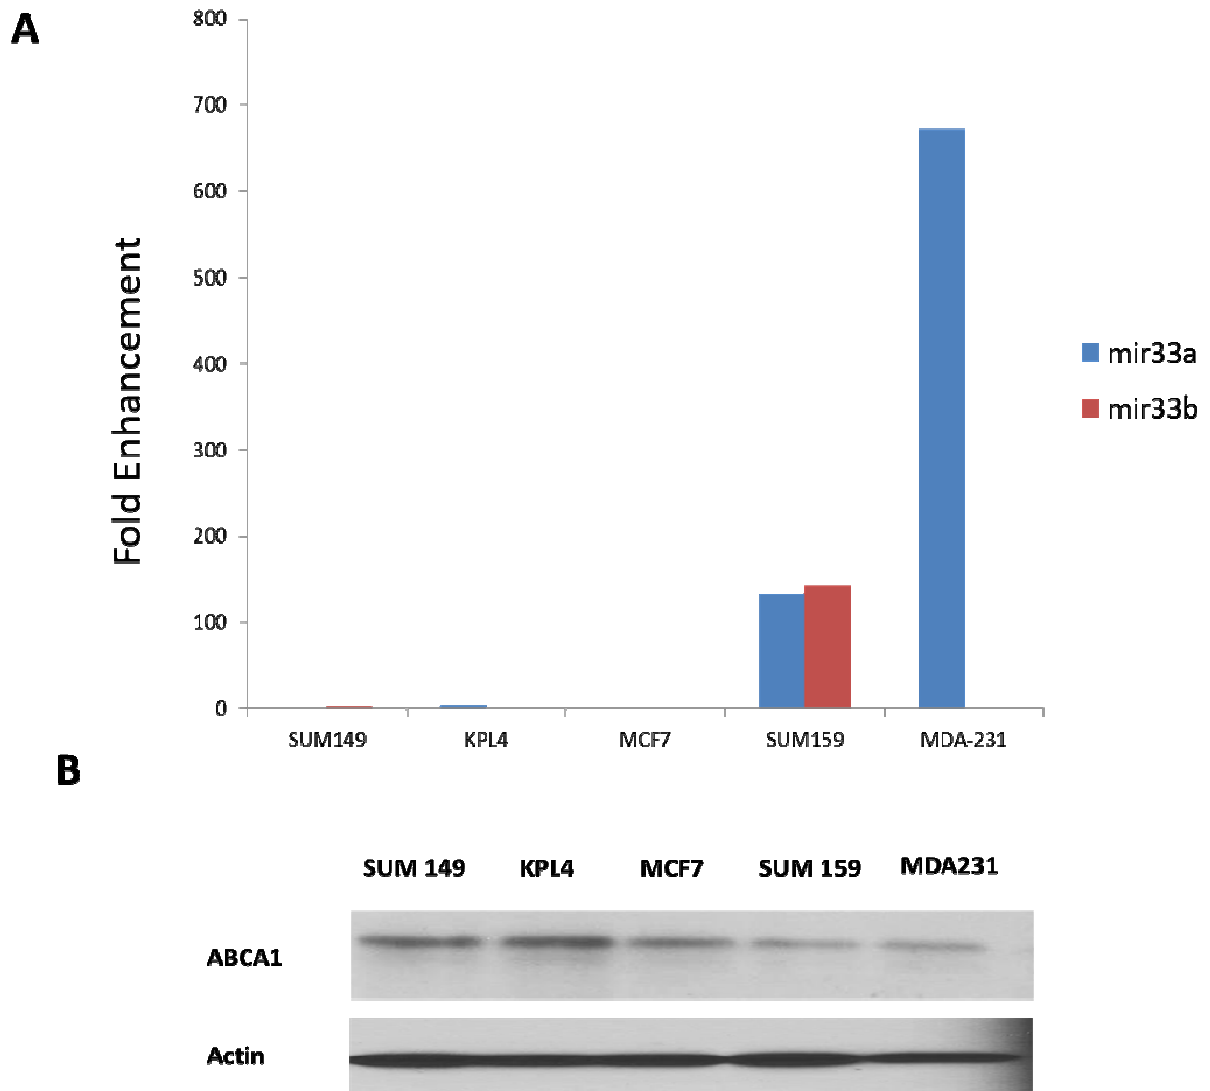 A
800
700
600
500
400
300
200
100
0
Fold Enhancement
mir33a
mir33b
SUM149 KPL4 MCF7 SUM159 MDA-231
B
SUM 149 KPL4 MCF7 SUM 159 MDA231
ABCA1
Actin